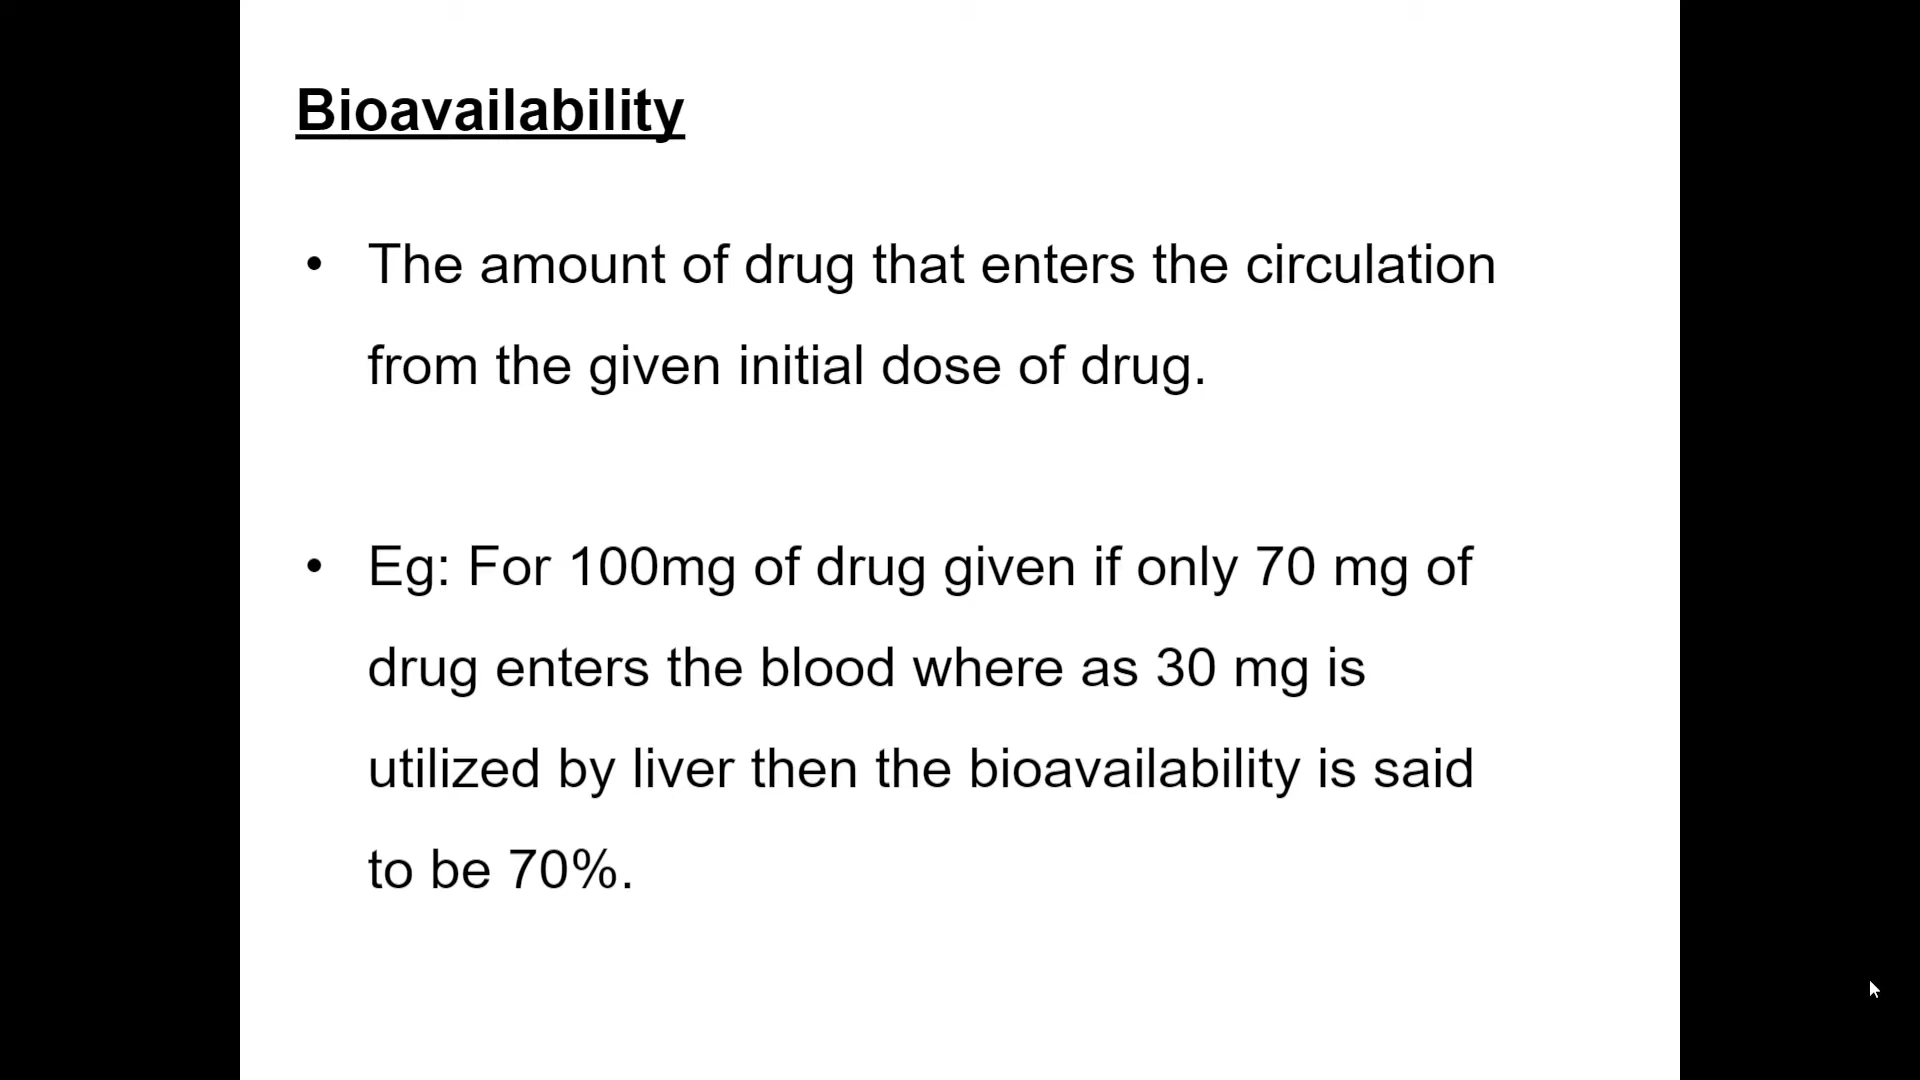 Bioavailability
• The amount of drug that enters the circulation
from the given initial dose of drug.
• Eg: For 100mg of drug given if only 70 mg of
drug enters the blood where as 30 mg is
utilized by liver then the bioavailability is said
to be 70%.